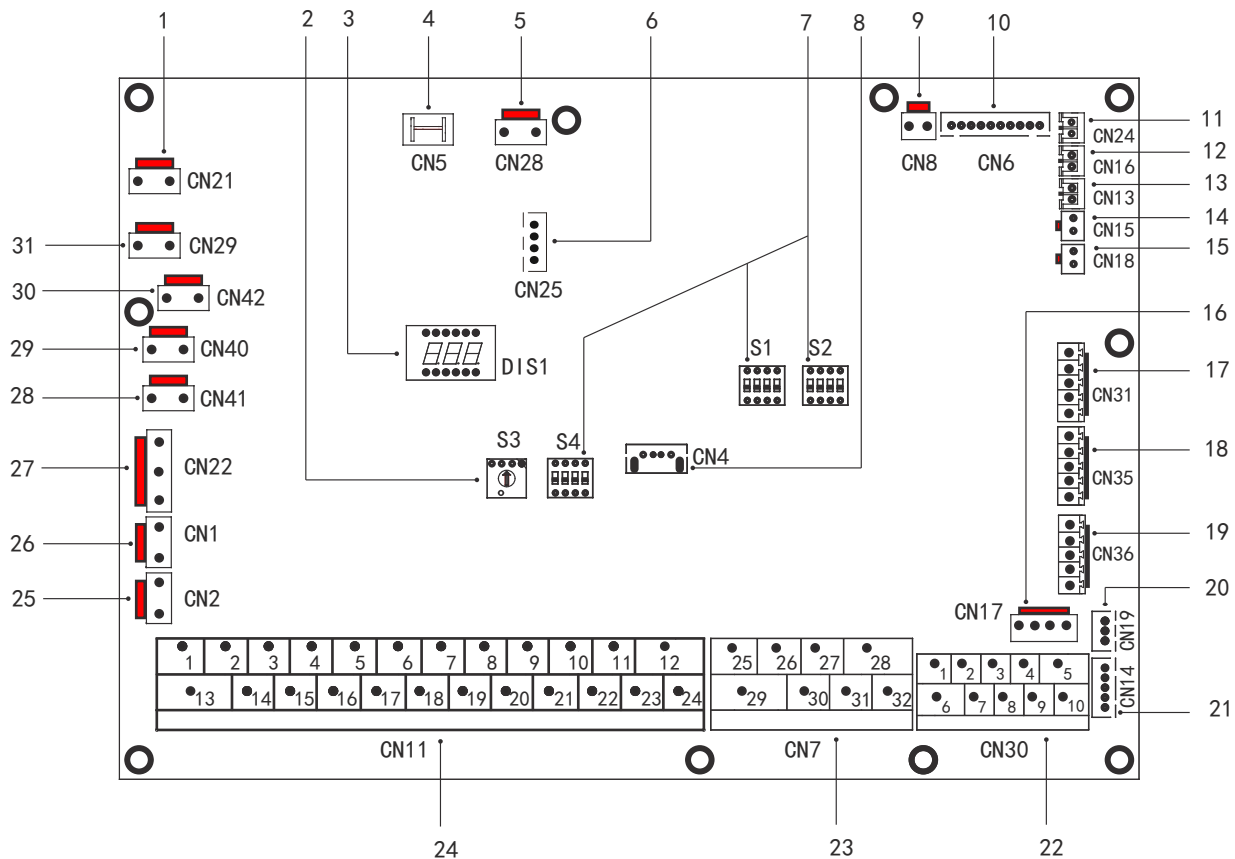 1 2 3 4 5 6 7 8 9 10
11
CN5 CN28 CN8 CN6 CN24
12
CN21 CN16
13
CN13
14
CN15
31 CN29 15
CN18
CN25
30 CN42
16
29 CN40 3
DIS1 S1 S2
17
28 CN41 CN31
S3 S4
27 CN22 CN4 18
CN35
26 CN1 19
CN36
25 CN2 20
CN17 CN19
1 2 3 4 5 6 7 8 9 10 11 12
25 26 27 28
1 2 3 4 5
13 14 15 16 17 18 19 20 21 22 23 24
29 30 31 32
6 7 8 9 10
CN14
21
CN11 CN7 CN30
24 23 22